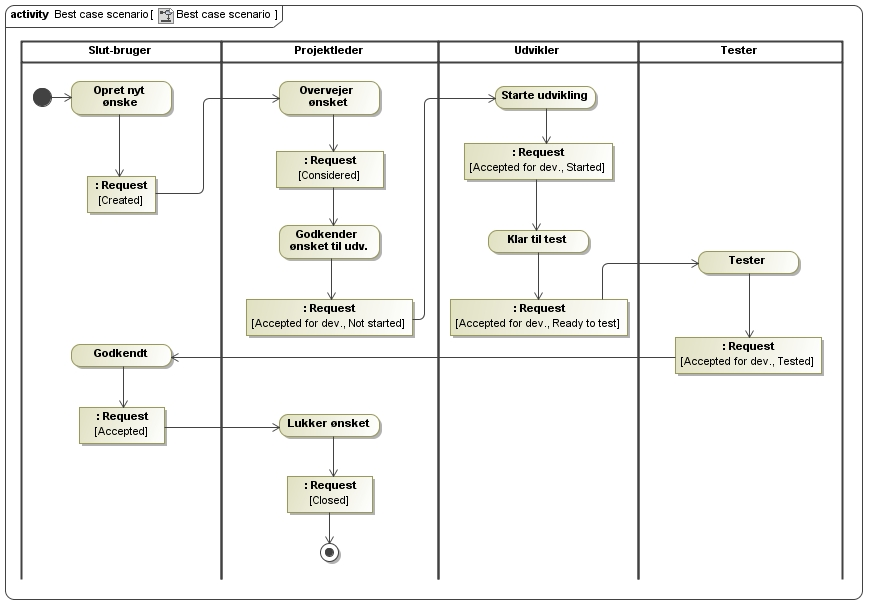 activity Best case scenario [ Best case scenario ]
Slut-bruger
Projektleder
Udvikler
Tester
Opret nyt
ønske
: Request
[Created]
Overvejer
ønsket
: Request
[Considered]
Godkender
ønsket til udv.
: Request
[Accepted for dev., Not started]
Starte udvikling
: Request
[Accepted for dev., Started]
Klar til test
: Request
[Accepted for dev., Ready to test]
Tester
: Request
[Accepted for dev., Tested]
Godkendt
: Request
[Accepted]
Lukker ønsket
: Request
[Closed]